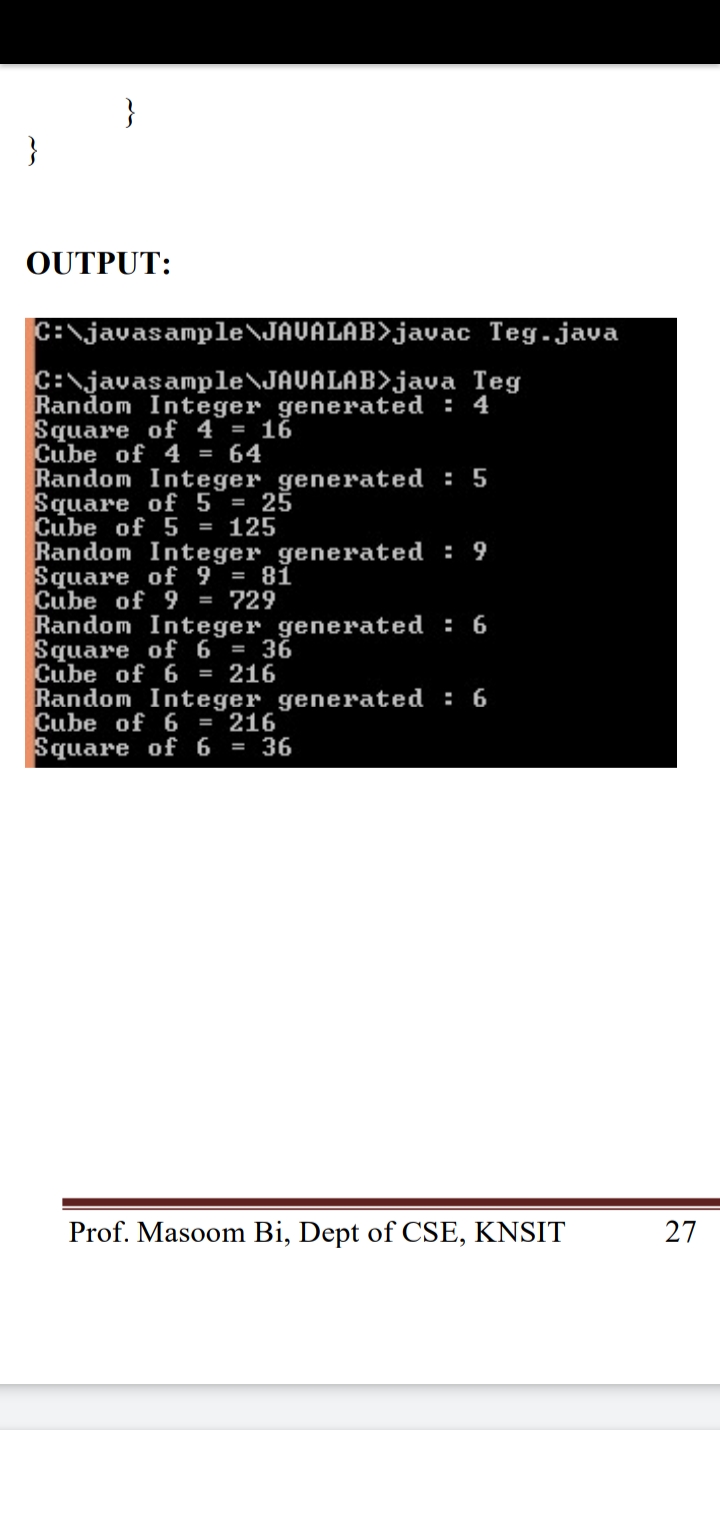 }
}
OUTPUT:
C:\javasample\JAVALAB>javac Teg.java
C:\javasample\JAVALAB>java Teg
Random Integer generated : 4
Square of 4 = 16
Cube of 4 = 64
Random Integer generated : 5
Square of 5 = 25
Cube of 5 = 125
Random Integer generated : 9
Square of 9 = 81
Cube of 9 = 729
Random Integer generated : 6
Square of 6 = 36
Cube of 6 = 216
Random Integer generated : 6
Cube of 6 = 216
Square of 6 = 36
Prof. Masoom Bi, Dept of CSE, KNSIT 27